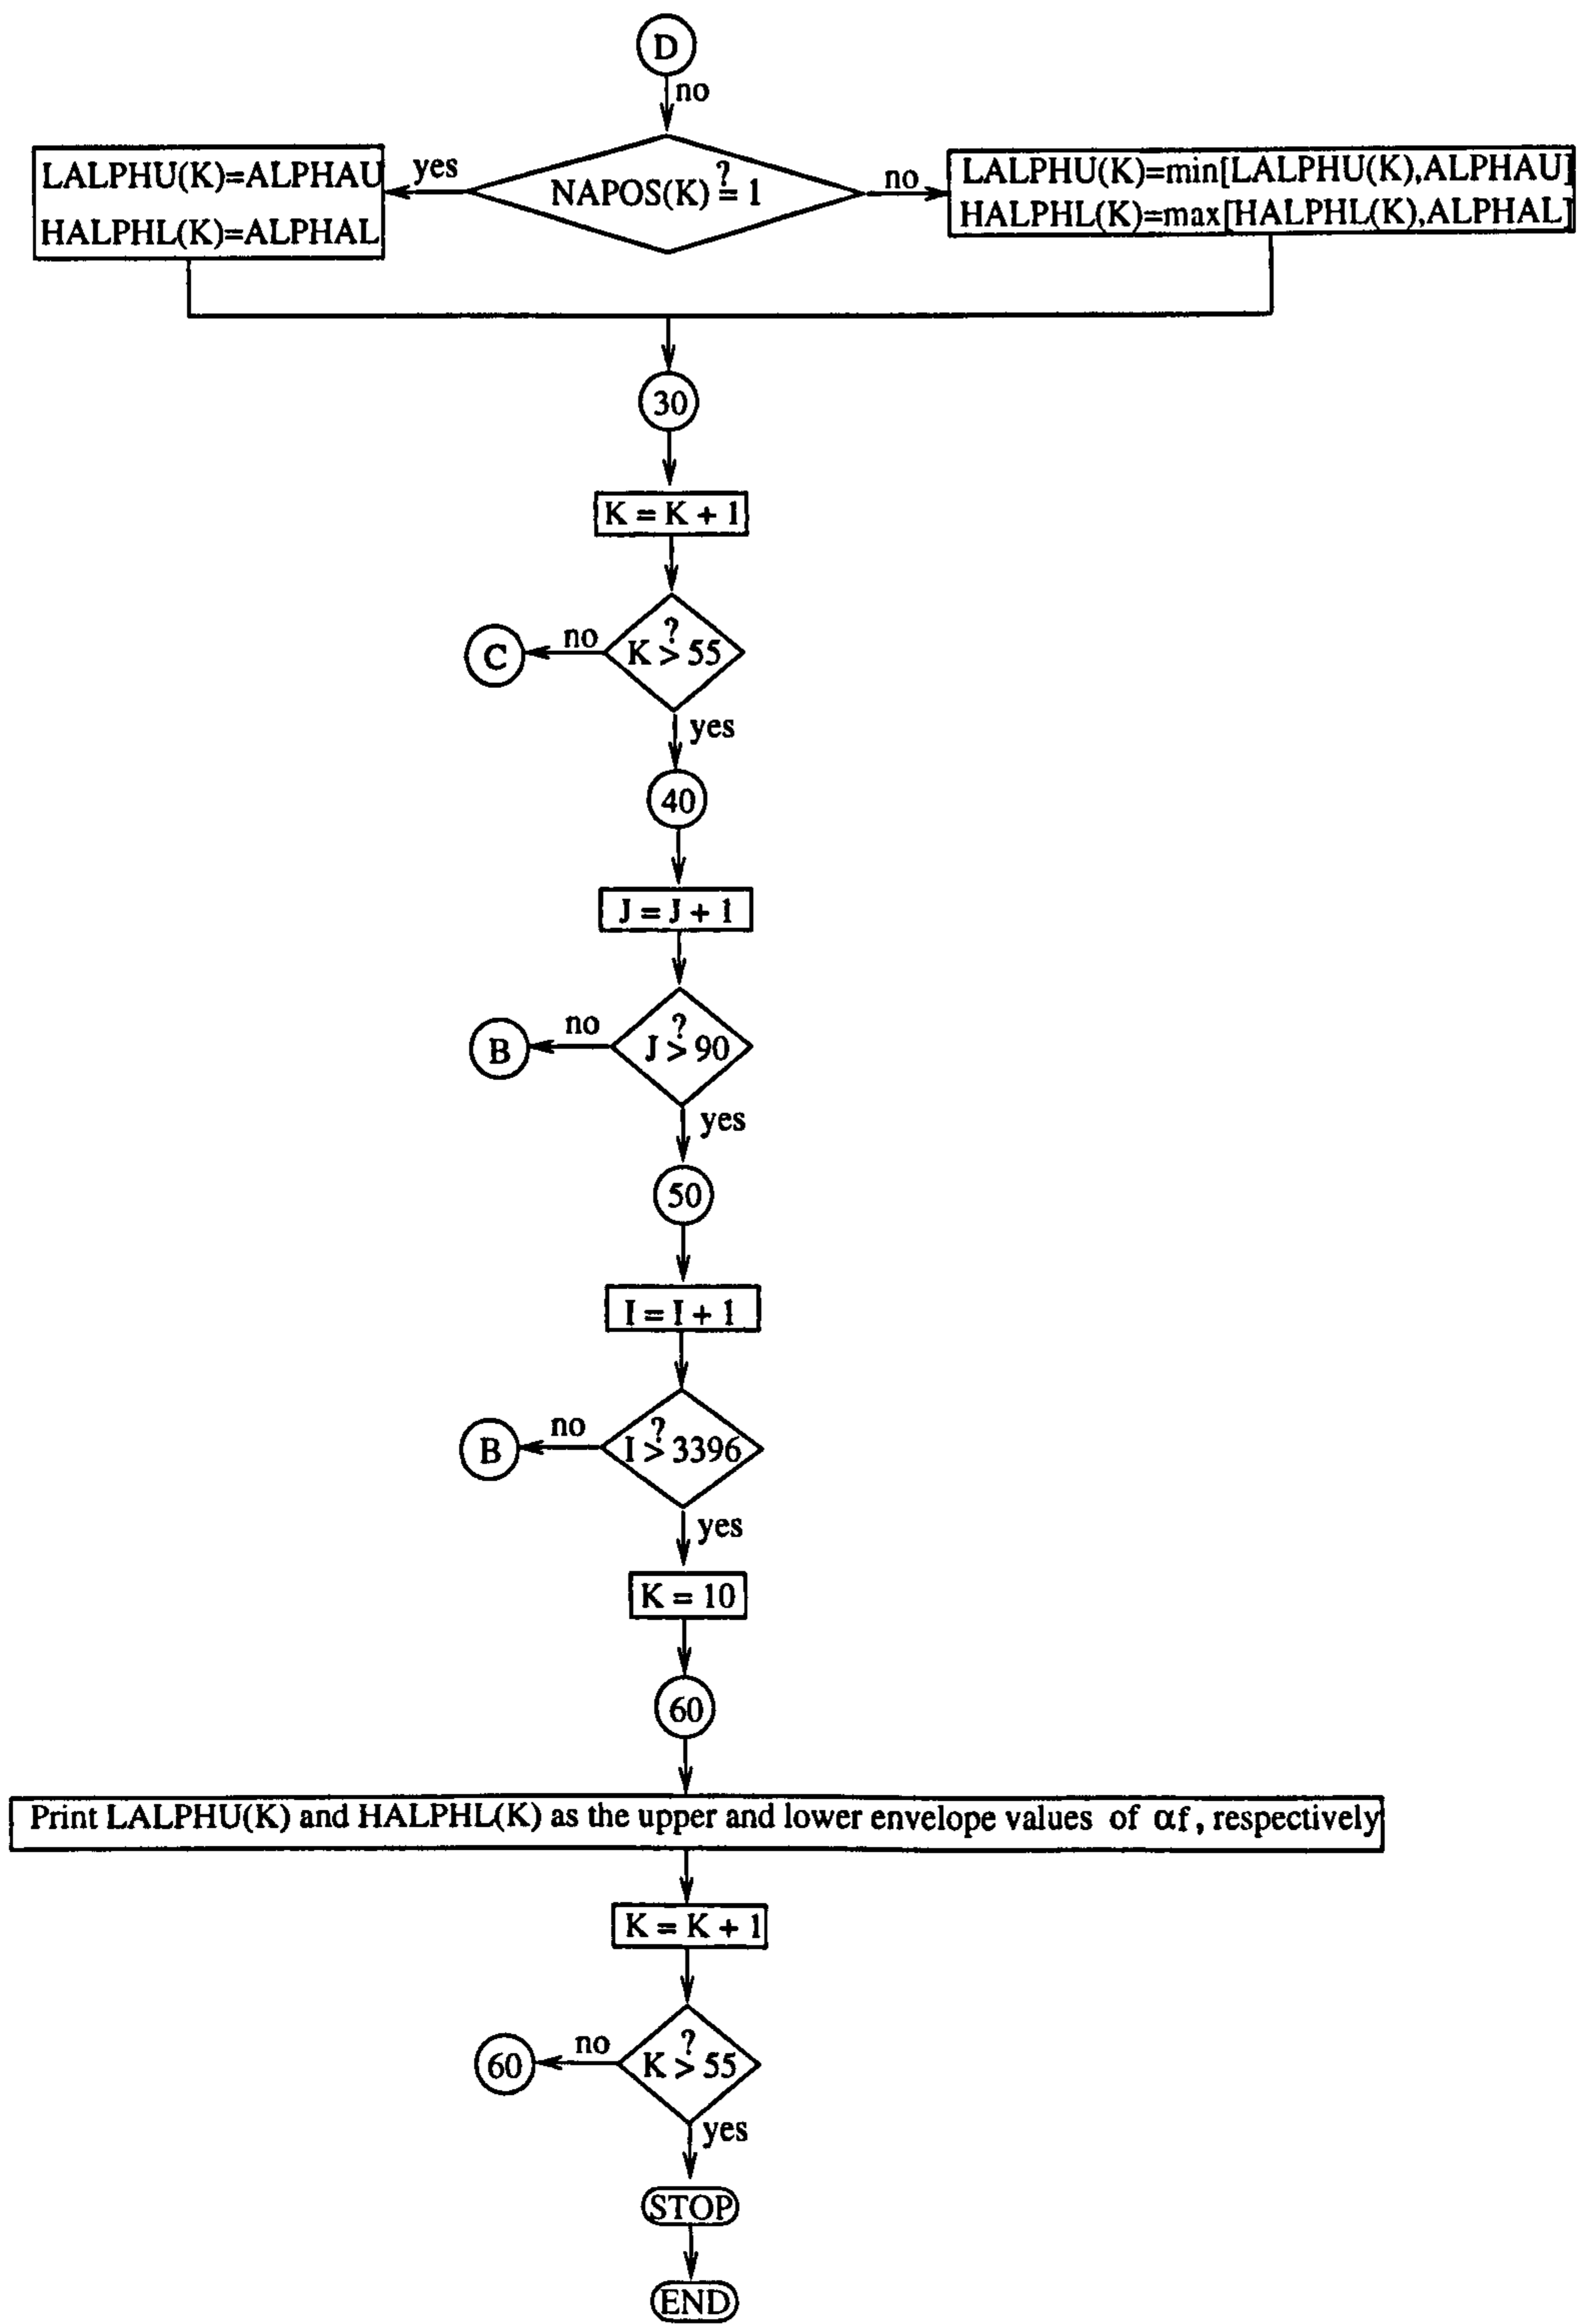 D
no
LALPHU(K)=ALPHAU
HALPHL(K)=ALPHAL
yes
?
NAPOS(K) = 1
no
LALPHU(K)=min[LALPHU(K),ALPHAU]
HALPHL(K)=max[HALPHL(K),ALPHAL]
30
K = K + 1
C
no
?
K > 55
yes
40
J = J + 1
B
no
?
J > 90
yes
50
I = I + 1
B
no
?
I > 3396
yes
K = 10
60
Print LALPHU(K) and HALPHL(K) as the upper and lower envelope values of αf, respectively
K = K + 1
60
no
?
K > 55
yes
STOP
END